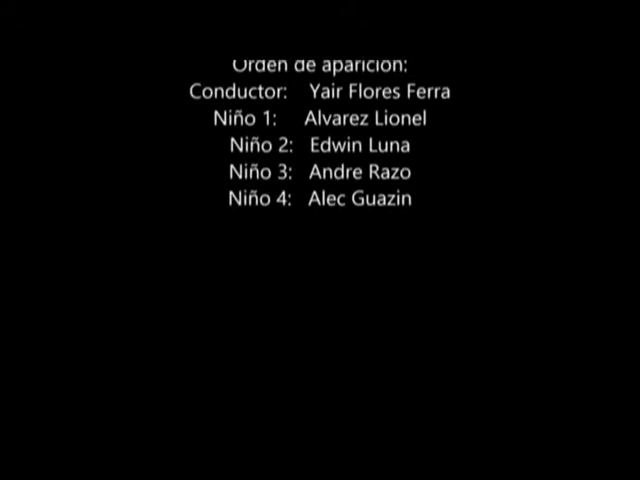 Orden de aparición:
Conductor: Yair Flores Ferra
Niño 1: Alvarez Lionel
Niño 2: Edwin Luna
Niño 3: Andre Razo
Niño 4: Alec Guazin